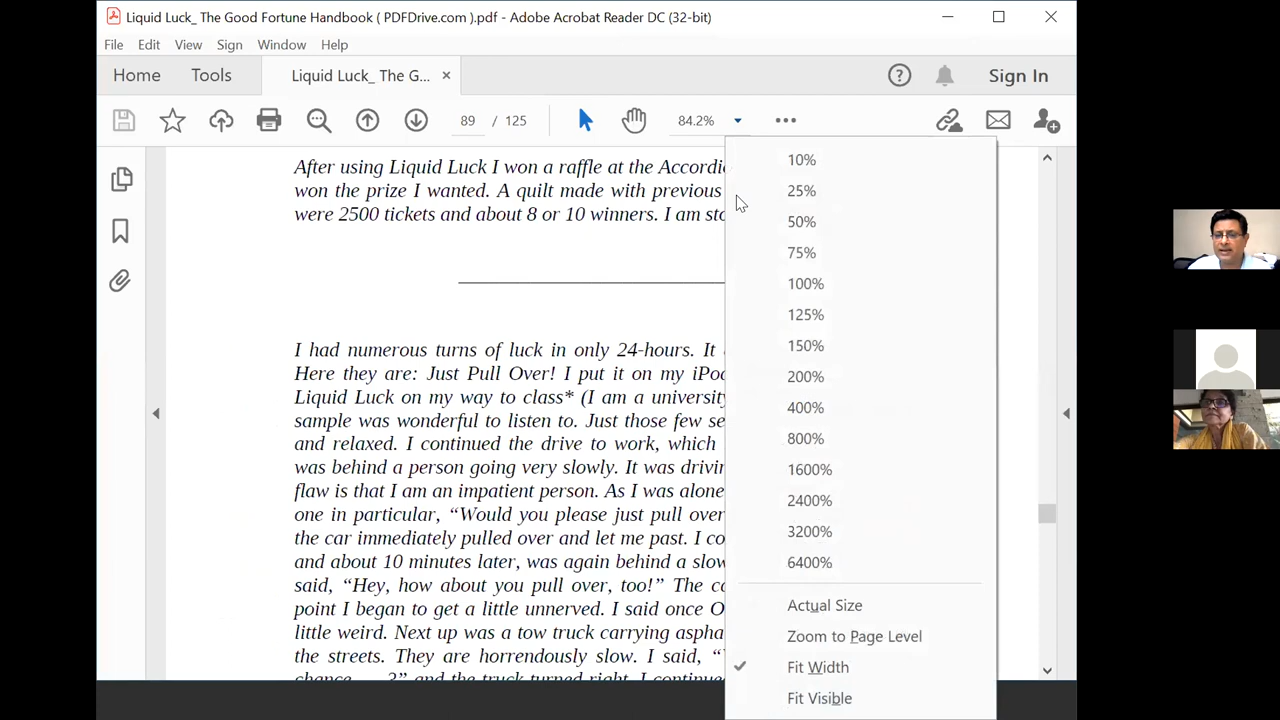 Liquid Luck_ The Good Fortune Handbook ( PDFDrive.com ).pdf - Adobe Acrobat Reader DC (32-bit)
File Edit View Sign Window Help
Home Tools Liquid Luck_ The G... × Sign In
89 / 125 84.2%
After using Liquid Luck I won a raffle at the
won the prize I wanted. A quilt made with previous
were 2500 tickets and about 8 or 10 winners. I am
I had numerous turns of luck in only 24-hours. It
Here they are: Just Pull Over! I put it on my
Liquid Luck on my way to class* (I am a
sample was wonderful to listen to. Just those few
and relaxed. I continued the drive to work, which
was behind a person going very slowly. It was
flaw is that I am an impatient person. As I was alone
one in particular, “Would you please just pull over
the car immediately pulled over and let me past. I
and about 10 minutes later, was again behind a
said, “Hey, how about you pull over, too!” The
point I began to get a little unnerved. I said once
little weird. Next up was a tow truck carrying
the streets. They are horrendously slow. I said,
chance ... ?” and the truck turned right. I continued
10%
25%
50%
75%
100%
125%
150%
200%
400%
800%
1600%
2400%
3200%
6400%
Actual Size
Zoom to Page Level
Fit Width
Fit Visible